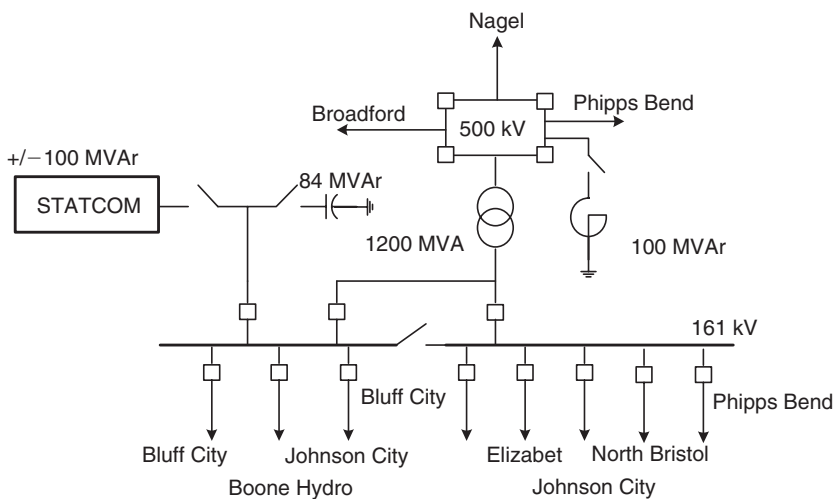 Nagel
Phipps Bend
Broadford
500 kV
+/−100 MVAr
84 MVAr
STATCOM
1200 MVA
100 MVAr
161 kV
Bluff City
Phipps Bend
Bluff City
Johnson City
Elizabet
North Bristol
Boone Hydro
Johnson City